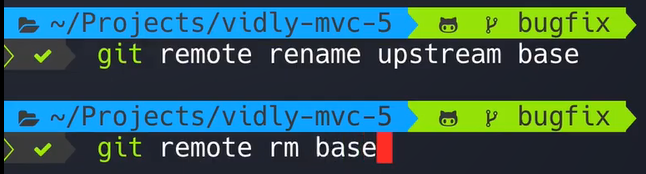 ~/Projects/vidly-mvc-5 bugfix
git remote rename upstream base
~/Projects/vidly-mvc-5 bugfix
git remote rm base